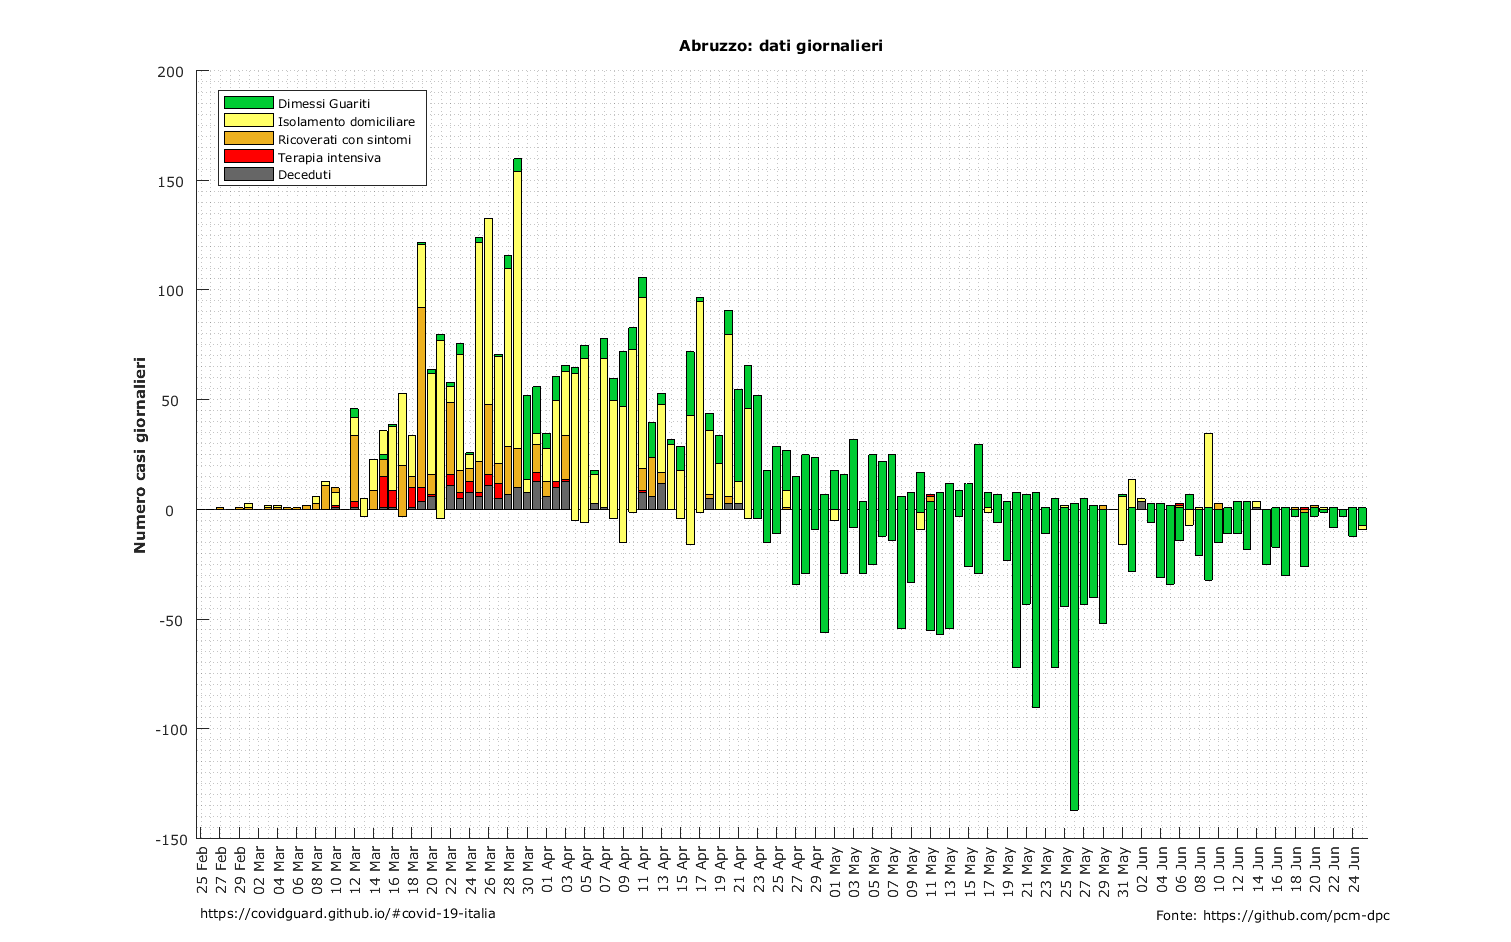 Abruzzo: dati giornalieri
Numero casi giornalieri
200
150
100
50
0
-50
-100
-150
Dimessi Guariti
Isolamento domiciliare
Ricoverati con sintomi
Terapia intensiva
Deceduti
25 Feb
27 Feb
29 Feb
02 Mar
04 Mar
06 Mar
08 Mar
10 Mar
12 Mar
14 Mar
16 Mar
18 Mar
20 Mar
22 Mar
24 Mar
26 Mar
28 Mar
30 Mar
01 Apr
03 Apr
05 Apr
07 Apr
09 Apr
11 Apr
13 Apr
15 Apr
17 Apr
19 Apr
21 Apr
23 Apr
25 Apr
27 Apr
29 Apr
01 May
03 May
05 May
07 May
09 May
11 May
13 May
15 May
17 May
19 May
21 May
23 May
25 May
27 May
29 May
31 May
02 Jun
04 Jun
06 Jun
08 Jun
10 Jun
12 Jun
14 Jun
16 Jun
18 Jun
20 Jun
22 Jun
24 Jun
https://covidguard.github.io/#covid-19-italia
Fonte: https://github.com/pcm-dpc